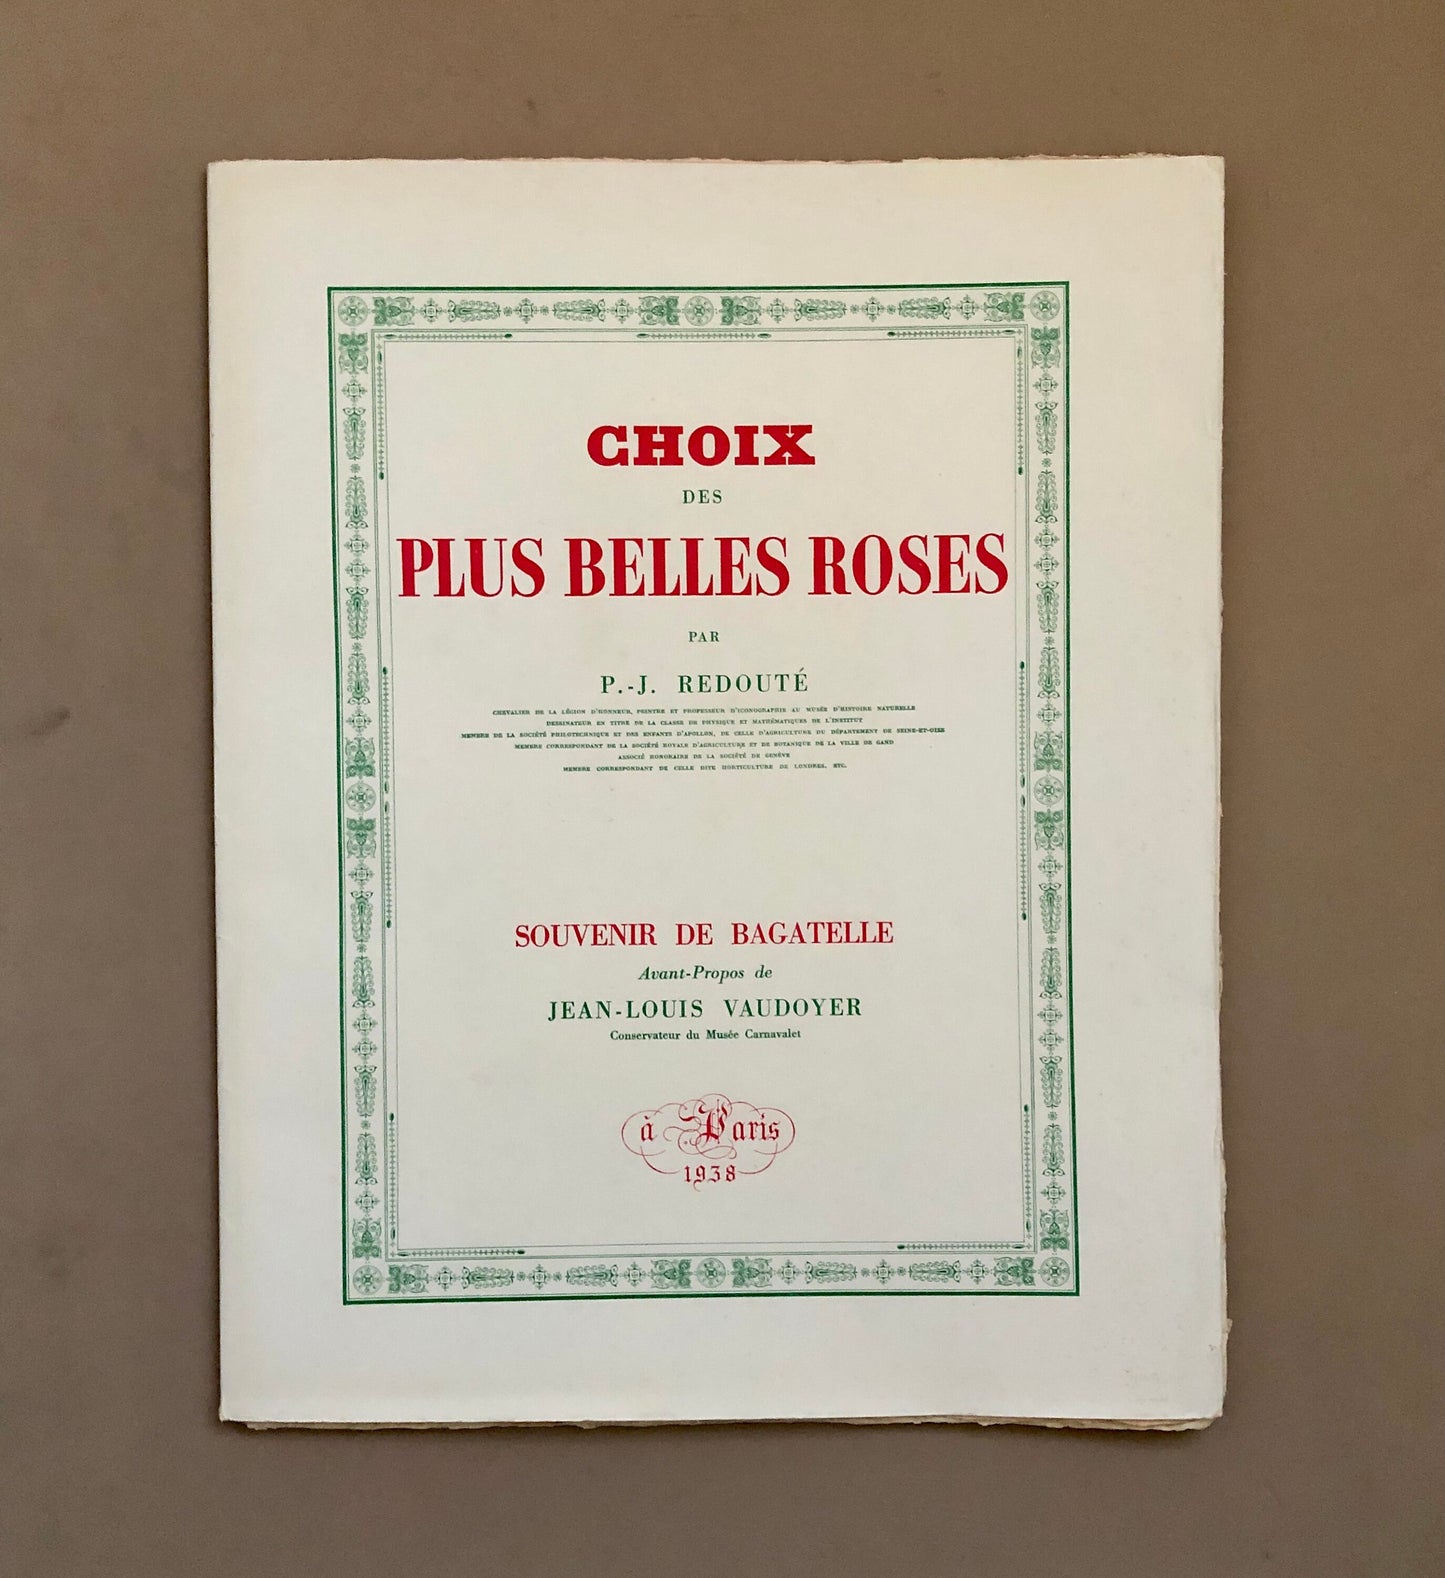 CHOIX
DES
PLUS BELLES ROSES
PAR
P.-J. REDOUTÉ
CHEVALIER DE LA LÉGION D'HONNEUR, PEINTRE ET PROFESSEUR D'ICONOGRAPHIE AU MUSÉE D'HISTOIRE NATURELLE
DESSINATEUR EN TITRE DE LA CLASSE DE PHYSIQUE ET MATHÉMATIQUES DE L'INSTITUT
MEMBRE DE LA SOCIÉTÉ PHILOTECHNIQUE ET DES ENFANTS D'APOLLON, DE CELLE D'AGRICULTURE DU DÉPARTEMENT DE SEINE-ET-OISE
MEMBRE CORRESPONDANT DE LA SOCIÉTÉ ROYALE D'AGRICULTURE ET DE BOTANIQUE DE LA VILLE DE GAND
ASSOCIÉ HONORAIRE DE LA SOCIÉTÉ DE GENÈVE
MEMBRE CORRESPONDANT DE CELLE DITE HORTICULTURE DE LONDRES, ETC.
SOUVENIR DE BAGATELLE
Avant-Propos de
JEAN-LOUIS VAUDOYER
Conservateur du Musée Carnavalet
à Paris
1938